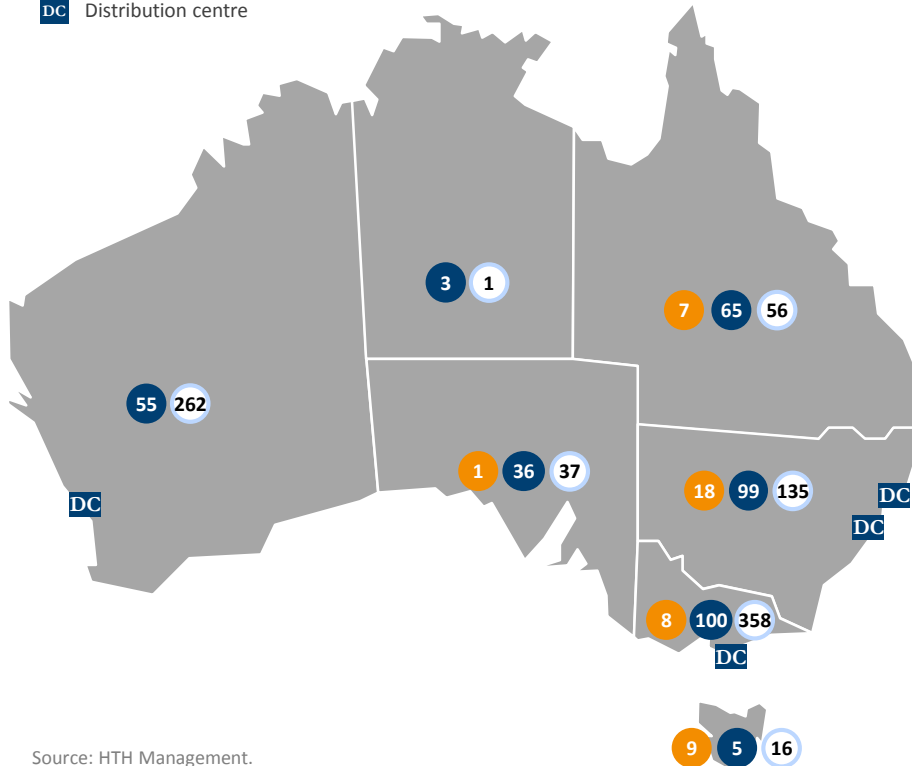 DC Distribution centre
3 1
7 65 56
55 262
1 36 37
18 99 135
DC
DC
DC
8 100 358
DC
9 5 16
Source: HTH Management.